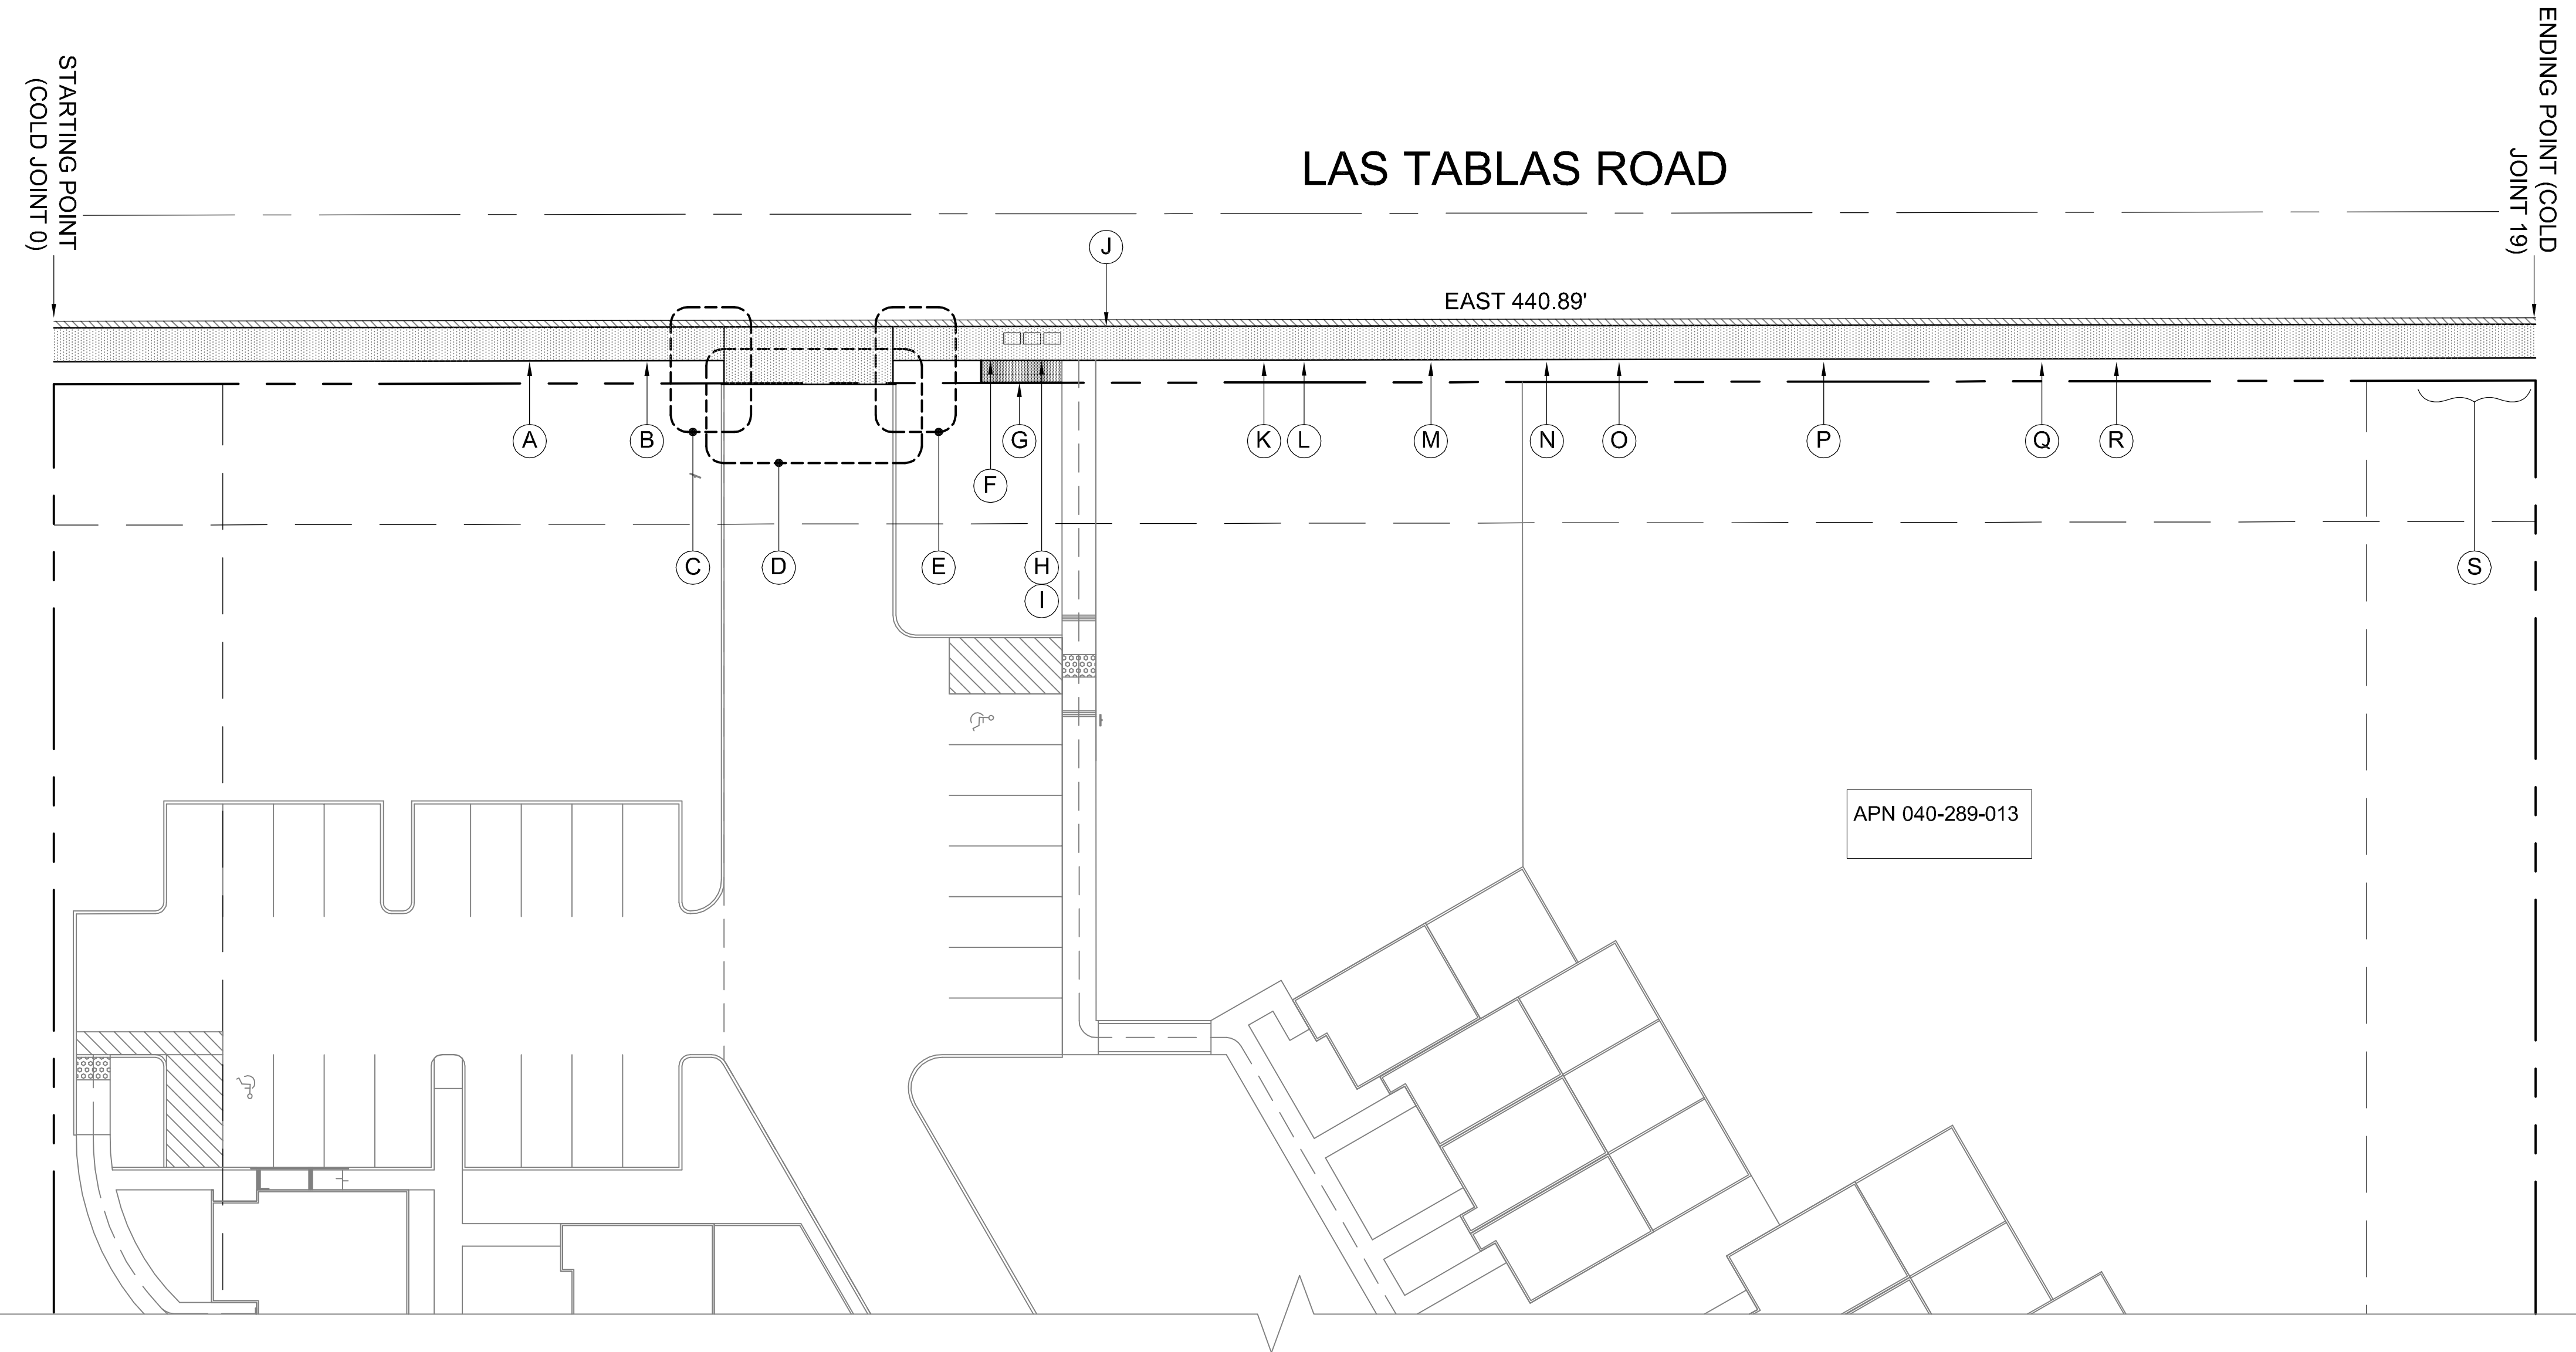 STARTING POINT
(COLD JOINT 0)
ENDING POINT (COLD
JOINT 19)
LAS TABLAS ROAD
J
EAST 440.89'
A
B
G
K
L
M
N
O
P
Q
R
F
C
D
E
H
I
S
APN 040-289-013